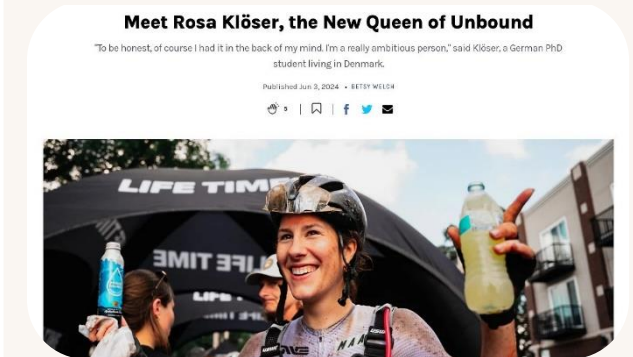 Meet Rosa Klöser, the New Queen of Unbound
"To be honest, of course I had it in the back of my mind. I'm a really ambitious person," said Klöser, a German PhD
student living in Denmark.
Published Jun 3, 2024 • BETSY WELCH
5
LIFE TIME
LIFE TIME
LIFE